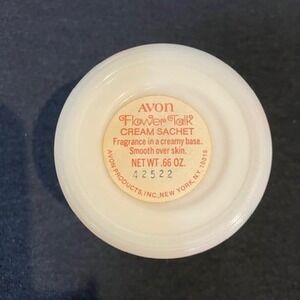 AVON
Flower Talk
CREAM SACHET
Fragrance in a creamy base.
Smooth over skin.
NET WT .66 OZ.
42522
AVON PRODUCTS, INC., NEW YORK, NY 10019